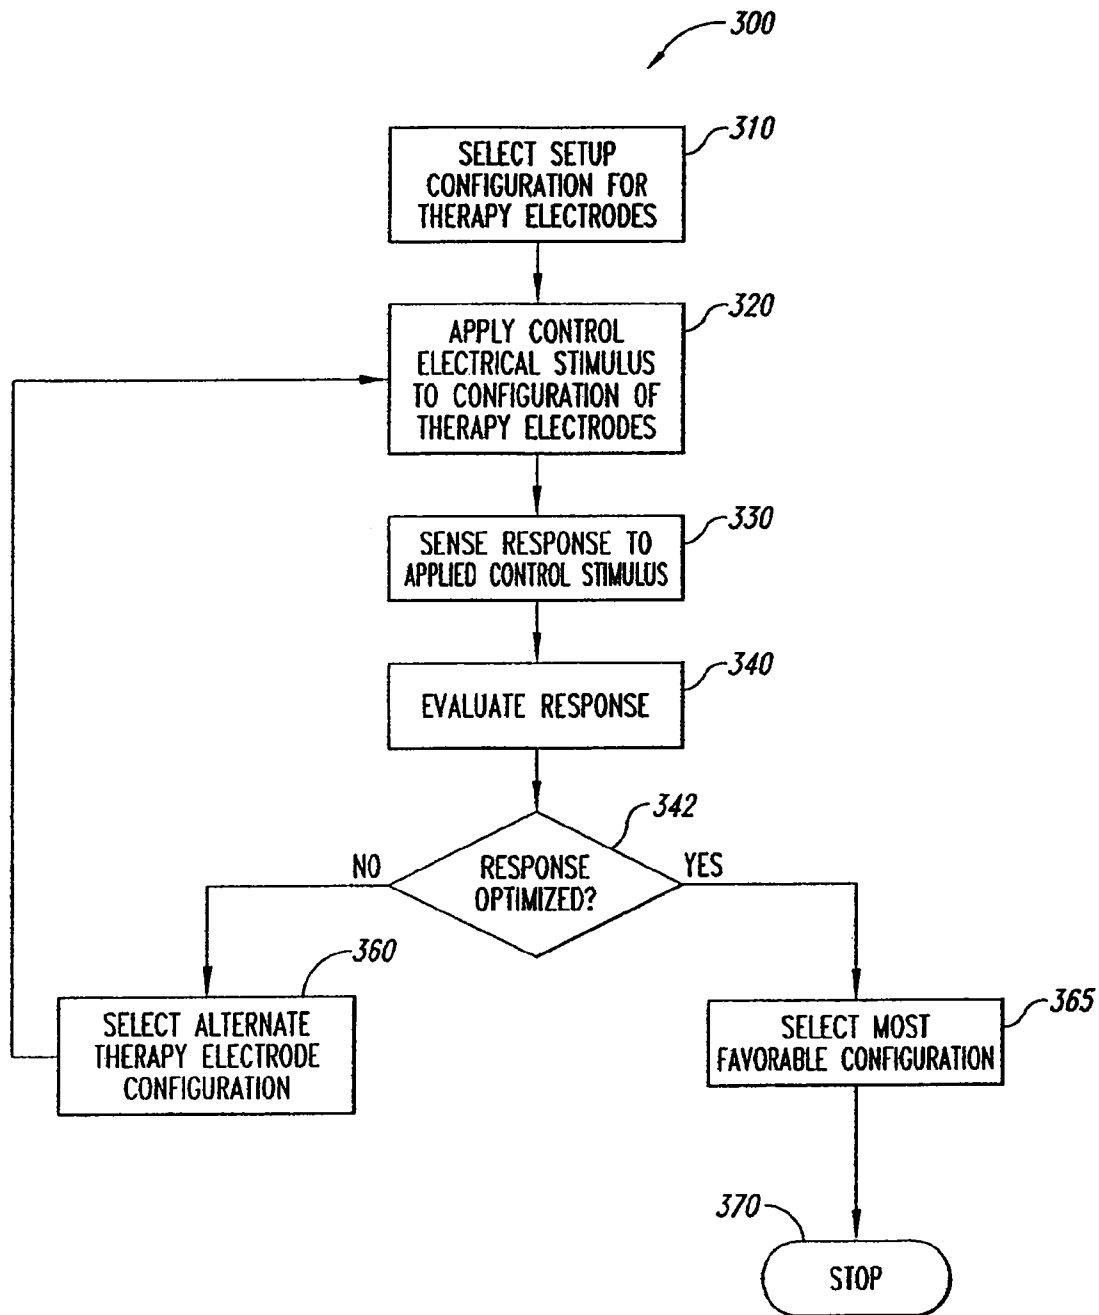 300
310
SELECT SETUP
CONFIGURATION FOR
THERAPY ELECTRODES
320
APPLY CONTROL
ELECTRICAL STIMULUS
TO CONFIGURATION OF
THERAPY ELECTRODES
330
SENSE RESPONSE TO
APPLIED CONTROL STIMULUS
340
EVALUATE RESPONSE
342
NO
RESPONSE
OPTIMIZED?
YES
360
SELECT ALTERNATE
THERAPY ELECTRODE
CONFIGURATION
365
SELECT MOST
FAVORABLE CONFIGURATION
370
STOP